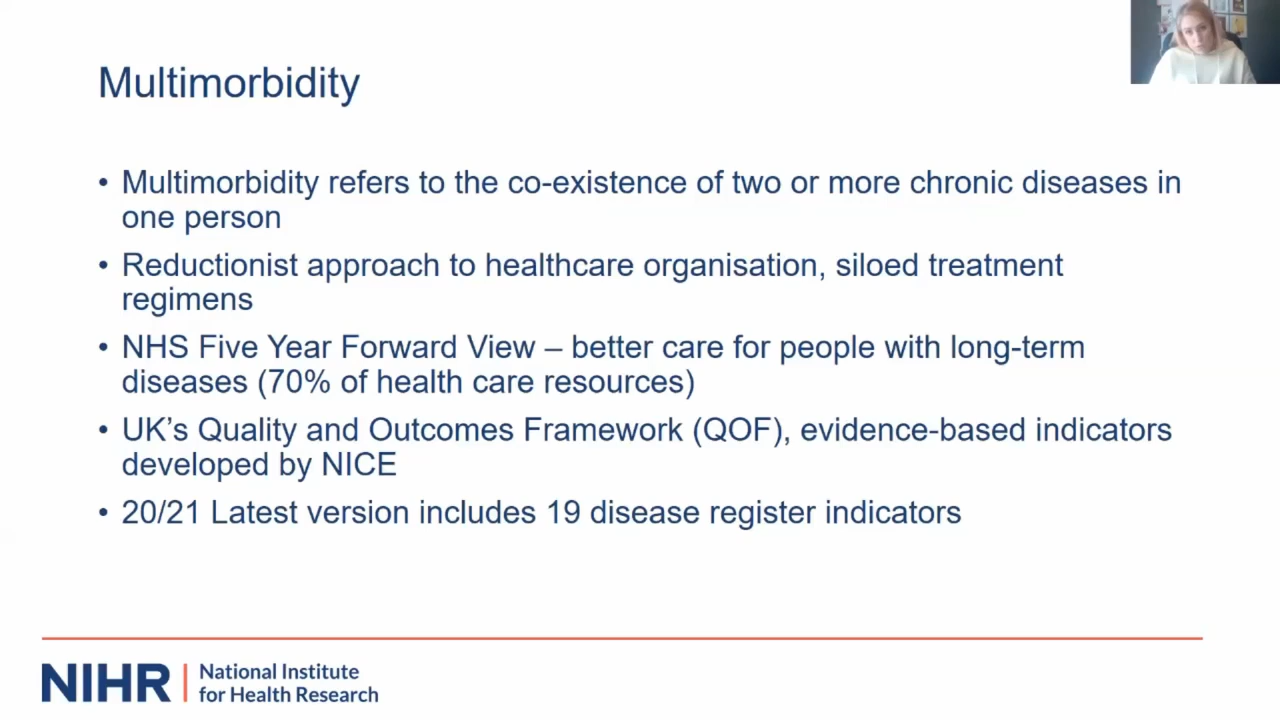 Multimorbidity
• Multimorbidity refers to the co-existence of two or more chronic diseases in
one person
• Reductionist approach to healthcare organisation, siloed treatment
regimens
• NHS Five Year Forward View – better care for people with long-term
diseases (70% of health care resources)
• UK’s Quality and Outcomes Framework (QOF), evidence-based indicators
developed by NICE
• 20/21 Latest version includes 19 disease register indicators
NIHR | National Institute
for Health Research